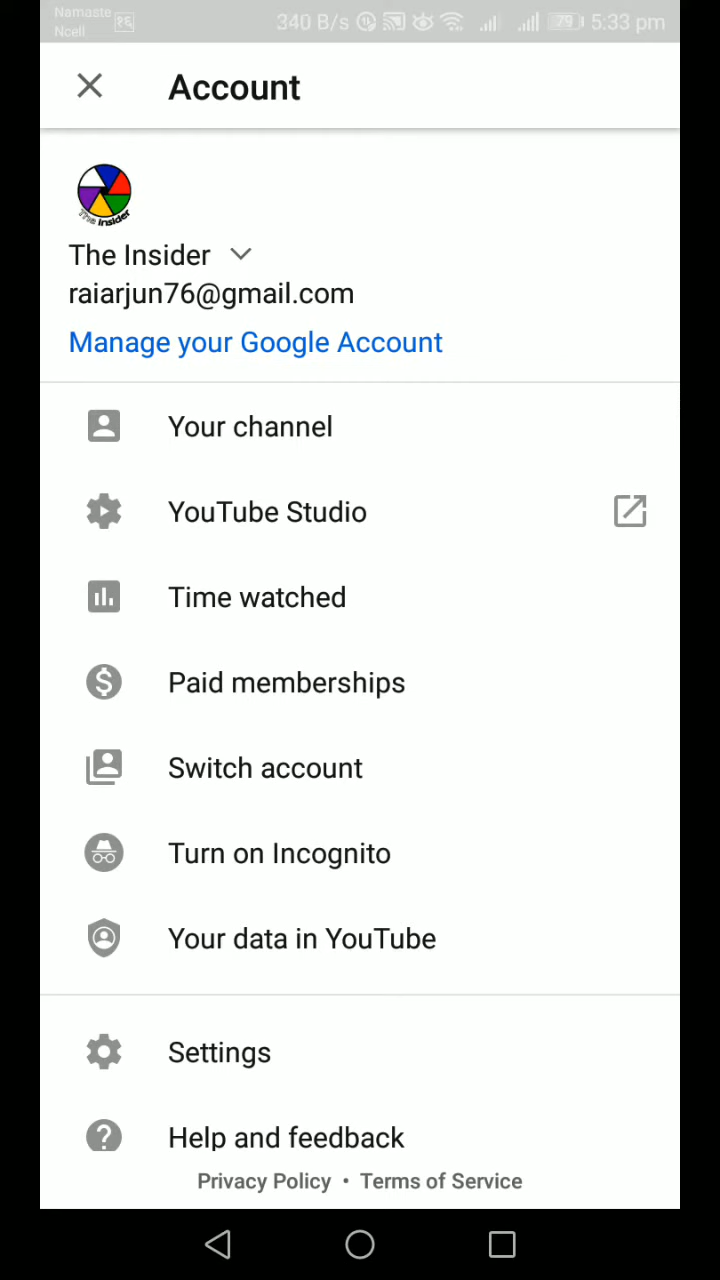 Namaste
Ncell
340 B/s 79 5:33 pm
Account
The Insider
The Insider
raiarjun76@gmail.com
Manage your Google Account
Your channel
YouTube Studio
Time watched
Paid memberships
Switch account
Turn on Incognito
Your data in YouTube
Settings
Help and feedback
Privacy Policy • Terms of Service